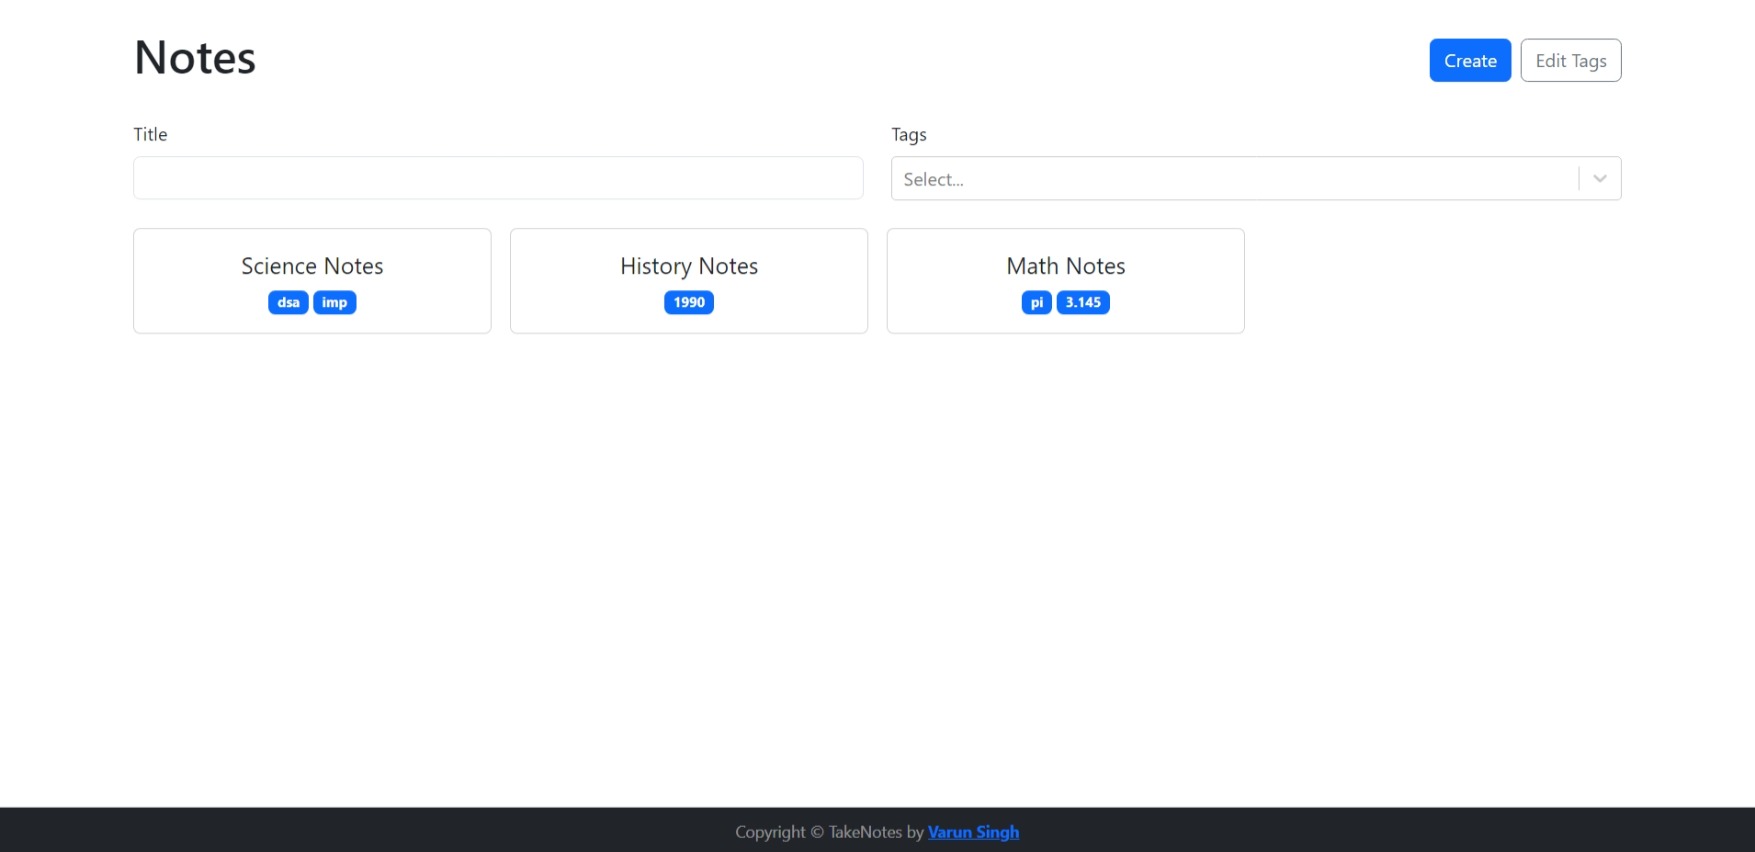 Notes
Create Edit Tags
Title
Tags
Select...
Science Notes
dsa imp
History Notes
1990
Math Notes
pi 3.145
Copyright © TakeNotes by Varun Singh